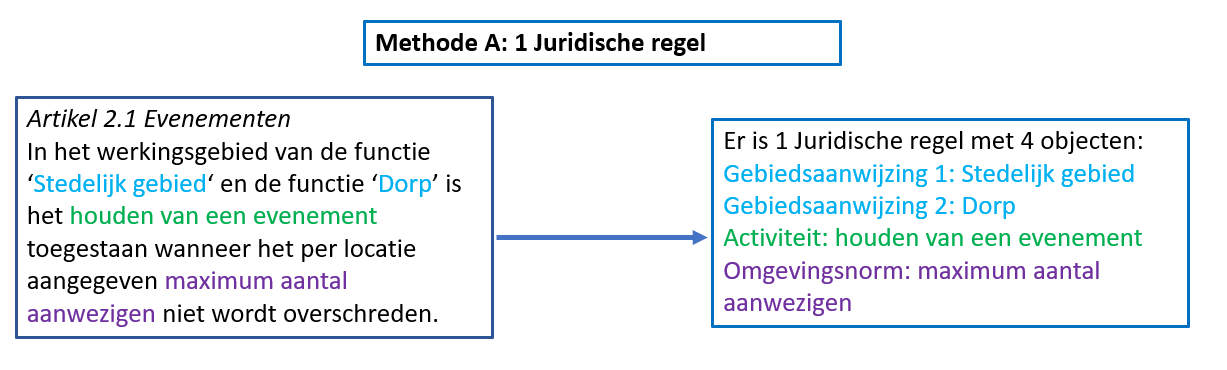 Methode A: 1 Juridische regel
Artikel 2.1 Evenementen
In het werkingsgebied van de functie
‘Stedelijk gebied‘ en de functie ‘Dorp’ is
het houden van een evenement
toegestaan wanneer het per locatie
aangegeven maximum aantal
aanwezigen niet wordt overschreden.
Er is 1 Juridische regel met 4 objecten:
Gebiedsaanwijzing 1: Stedelijk gebied
Gebiedsaanwijzing 2: Dorp
Activiteit: houden van een evenement
Omgevingsnorm: maximum aantal
aanwezigen